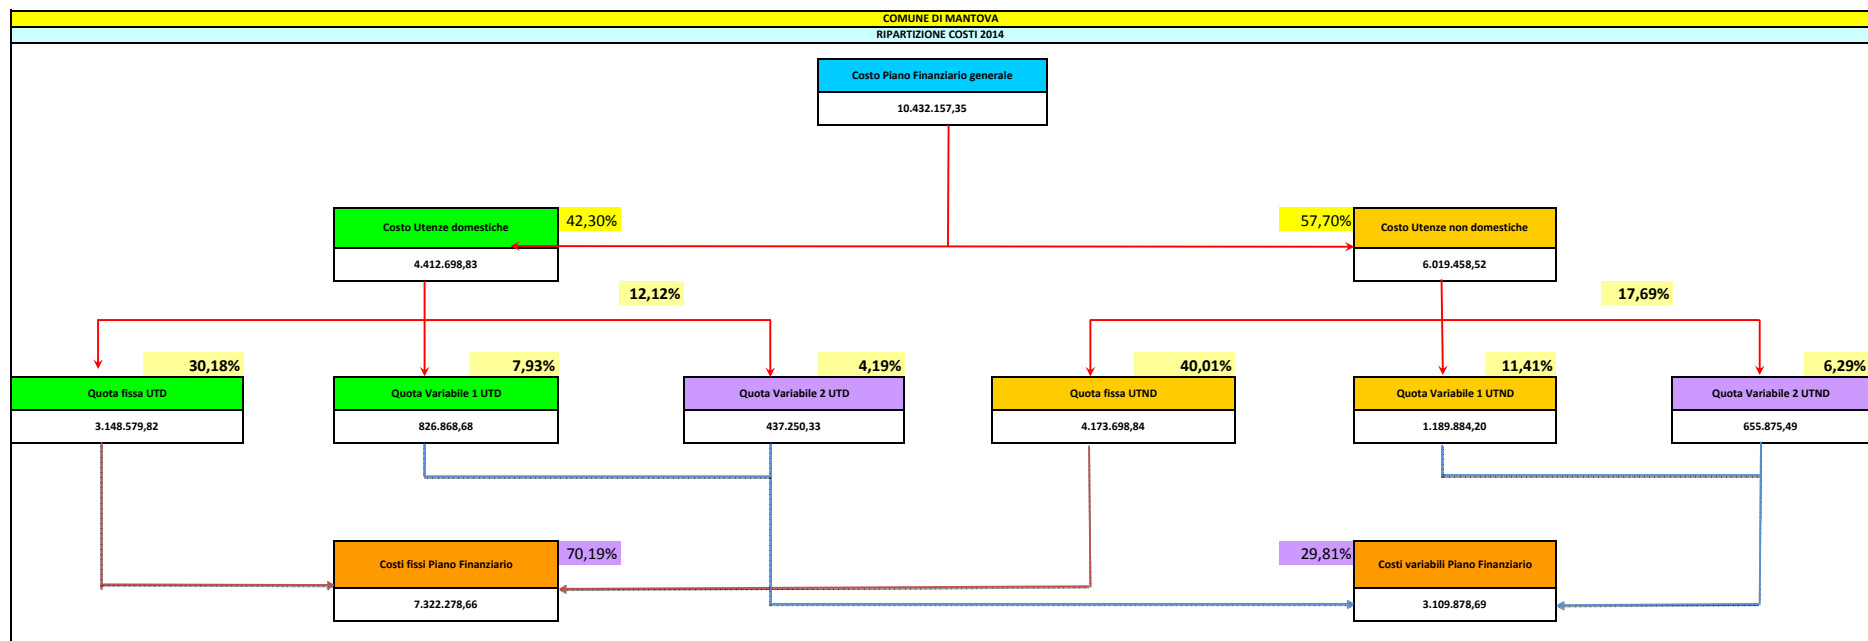 COMUNE DI MANTOVA
RIPARTIZIONE COSTI 2014
Costo Piano Finanziario generale
10.432.157,35
Costo Utenze domestiche
42,30%
57,70%
Costo Utenze non domestiche
4.412.698,83
6.019.458,52
12,12%
17,69%
30,18%
7,93%
4,19%
40,01%
11,41%
6,29%
Quota fissa UTD
Quota Variabile 1 UTD
Quota Variabile 2 UTD
Quota fissa UTND
Quota Variabile 1 UTND
Quota Variabile 2 UTND
3.148.579,82
826.868,68
437.250,33
4.173.698,84
1.189.884,20
655.875,49
Costi fissi Piano Finanziario
70,19%
29,81%
Costi variabili Piano Finanziario
7.322.278,66
3.109.878,69